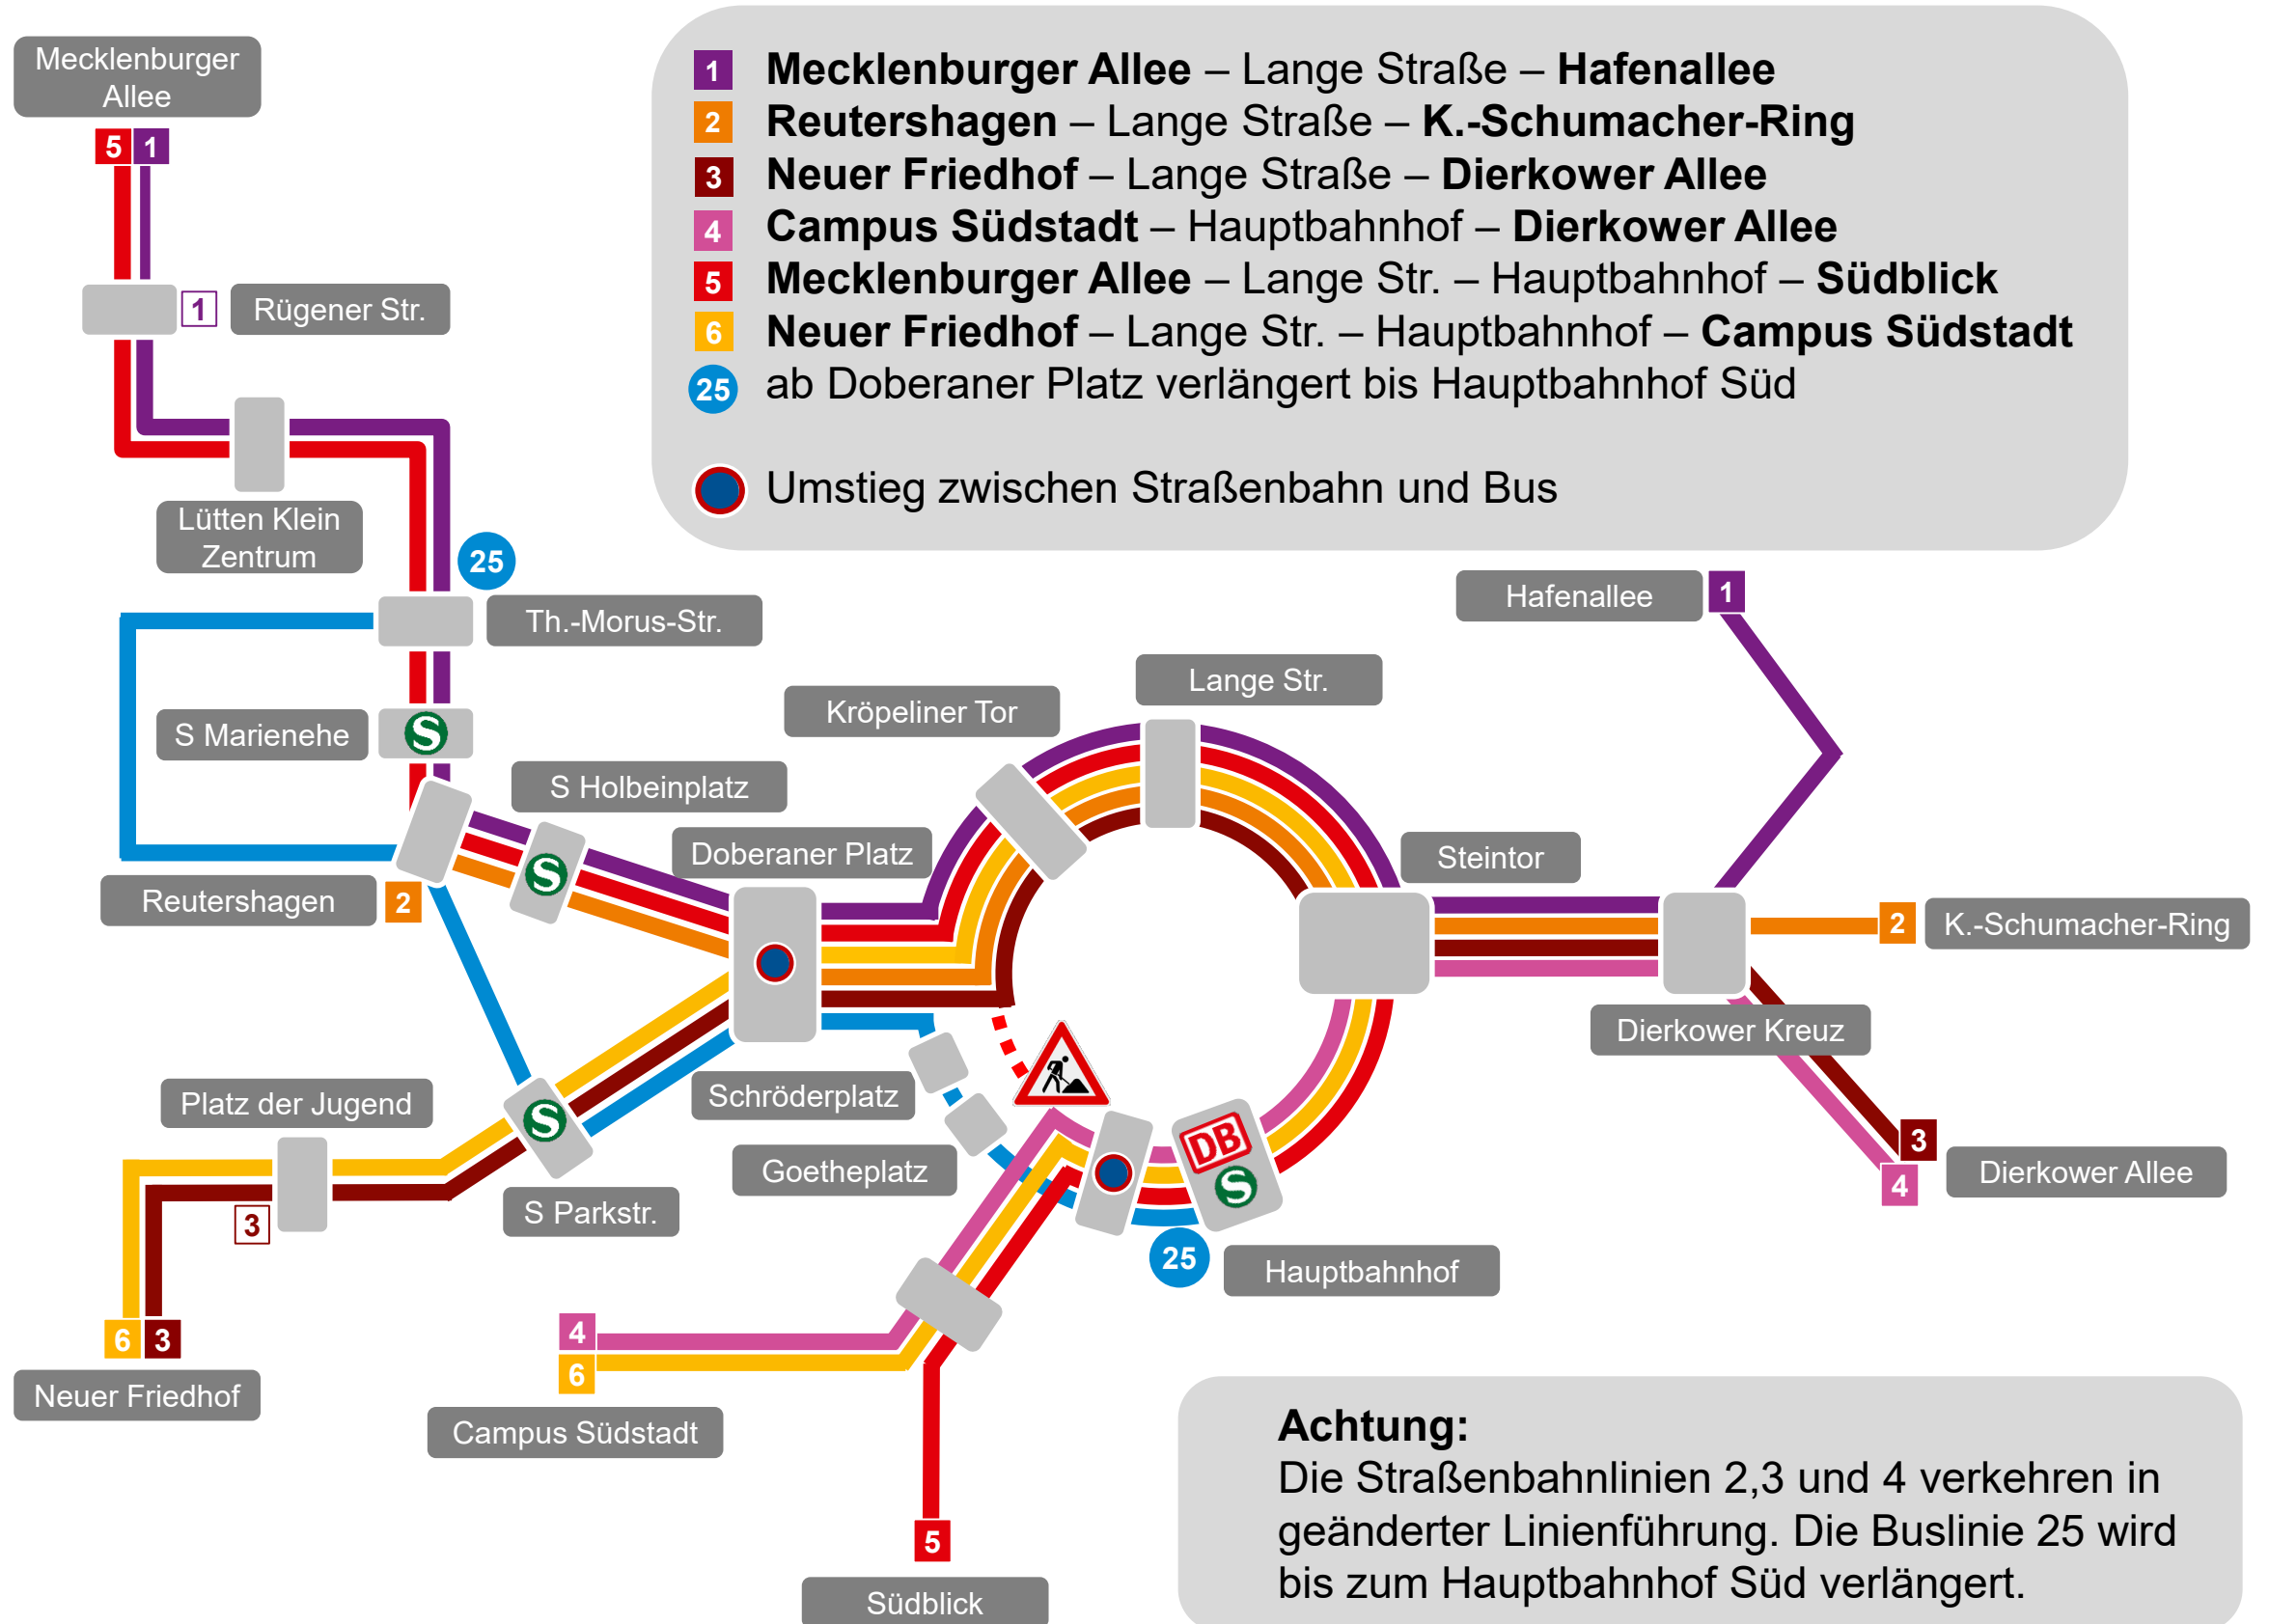 1 Mecklenburger Allee – Lange Straße – Hafenallee
2 Reutershagen – Lange Straße – K.-Schumacher-Ring
3 Neuer Friedhof – Lange Straße – Dierkower Allee
4 Campus Südstadt – Hauptbahnhof – Dierkower Allee
5 Mecklenburger Allee – Lange Str. – Hauptbahnhof – Südblick
6 Neuer Friedhof – Lange Str. – Hauptbahnhof – Campus Südstadt
25 ab Doberaner Platz verlängert bis Hauptbahnhof Süd
Umstieg zwischen Straßenbahn und Bus
Mecklenburger
Allee
5 1
1 Rügener Str.
Lütten Klein
Zentrum
25
Th.-Morus-Str.
S Marienehe
S
S Holbeinplatz
S
Reutershagen 2
Doberaner Platz
Kröpeliner Tor
Lange Str.
Steintor
Hafenallee 1
2 K.-Schumacher-Ring
Dierkower Kreuz
3
4
Dierkower Allee
Schröderplatz
Goetheplatz
Platz der Jugend
S
S Parkstr.
3
6 3
Neuer Friedhof
DB
S
25
Hauptbahnhof
4
6
Campus Südstadt
5
Südblick
Achtung:
Die Straßenbahnlinien 2,3 und 4 verkehren in
geänderter Linienführung. Die Buslinie 25 wird
bis zum Hauptbahnhof Süd verlängert.